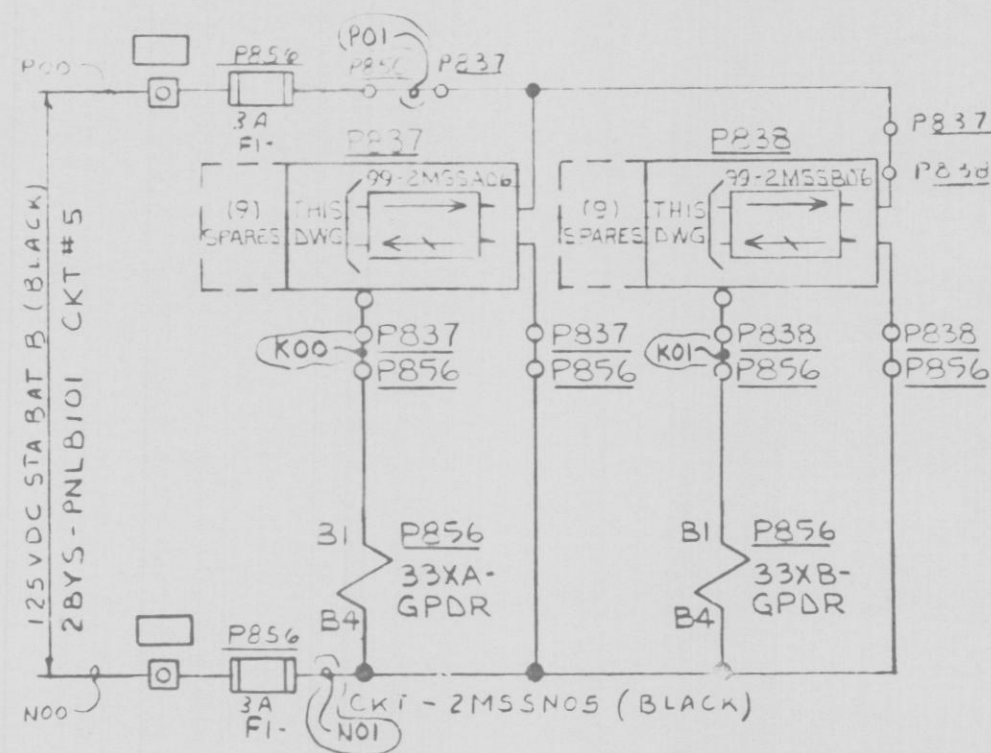 P00
P856
3A
F1-
P01
P856
P837
P837
P838
P837
(9)
SPARES
THIS
DWG
99-2MSSA06
P838
(9)
SPARES
THIS
DWG
99-2MSSB06
K00
P837
P856
P837
P856
K01
P838
P856
P838
P856
125 VDC STA BAT B (BLACK)
2BYS-PNLB101 CKT #5
B1
P856
33XA-
GPDR
B4
B1
P856
33XB-
GPDR
B4
N00
P856
3A
F1-
N01
CKT - 2MSSN05 (BLACK)